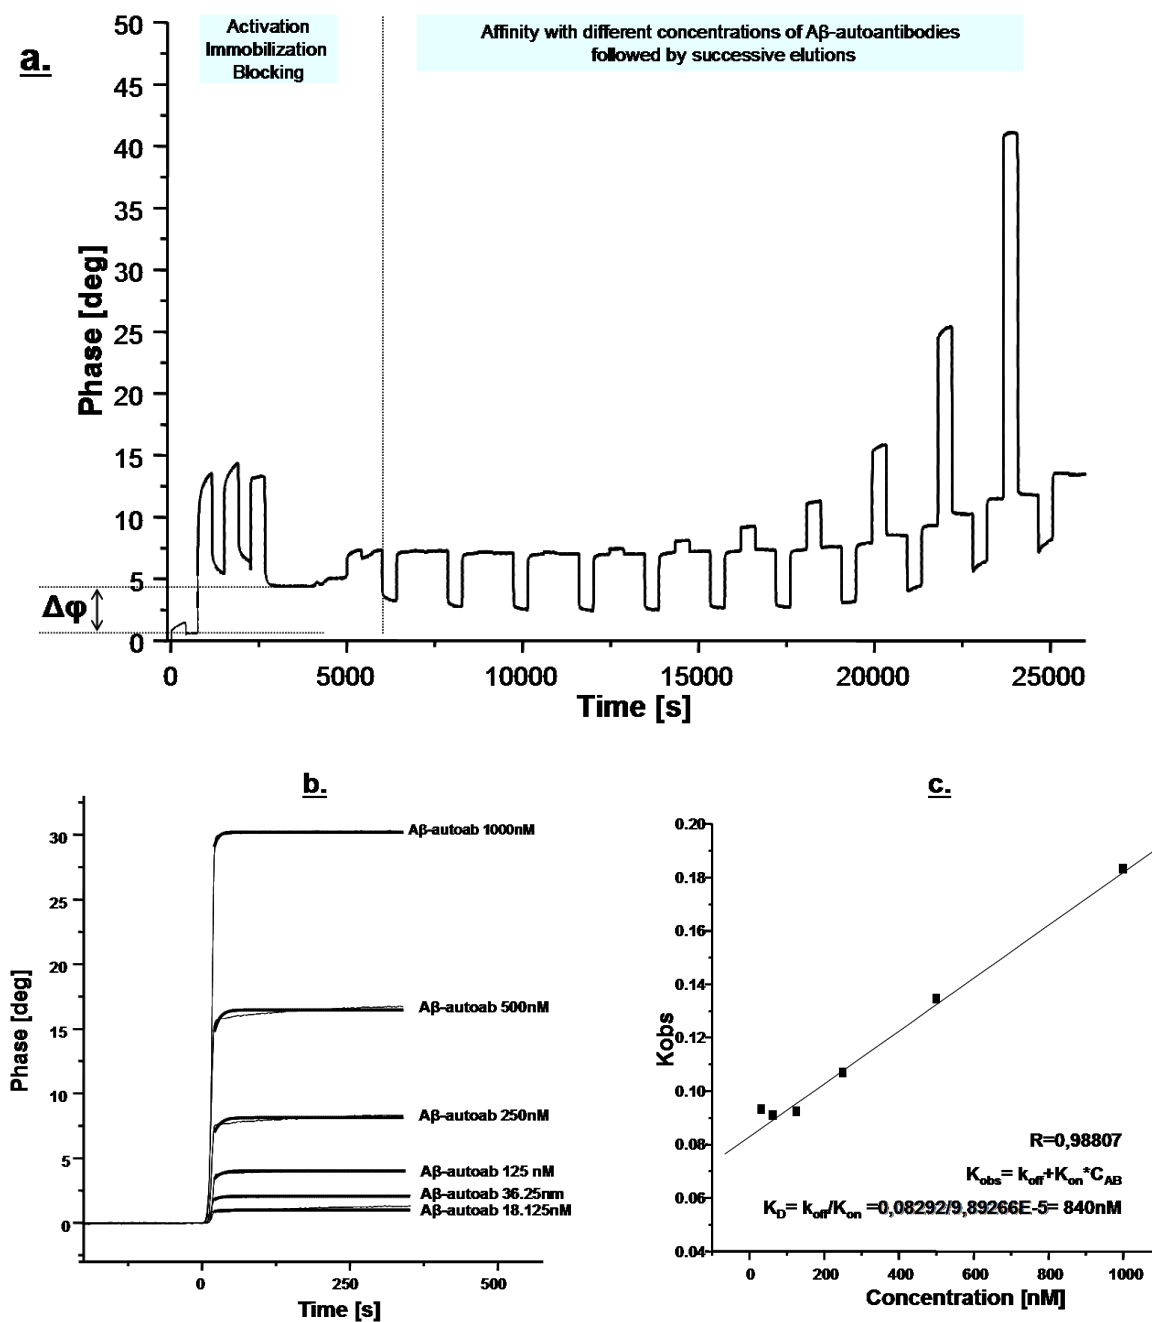 a.
Activation
Immobilization
Blocking
Affinity with different concentrations of Aβ-autoantibodies
followed by successive elutions
Phase [deg]
50
45
40
35
30
25
20
15
10
5
0
Δφ
0 5000 10000 15000 20000 25000
Time [s]
b.
Phase [deg]
30
25
20
15
10
5
0
Aβ-autoab 1000nM
Aβ-autoab 500nM
Aβ-autoab 250nM
Aβ-autoab 125 nM
Aβ-autoab 36.25nm
Aβ-autoab 18.125nM
0 250 500
Time [s]
c.
Kobs
0.20
0.18
0.16
0.14
0.12
0.10
0.08
0.06
0.04
R=0,98807
Kobs= koff+Kon*CAB
KD= koff/Kon =0,08292/9,89266E-5= 840nM
0 200 400 600 800 1000
Concentration [nM]